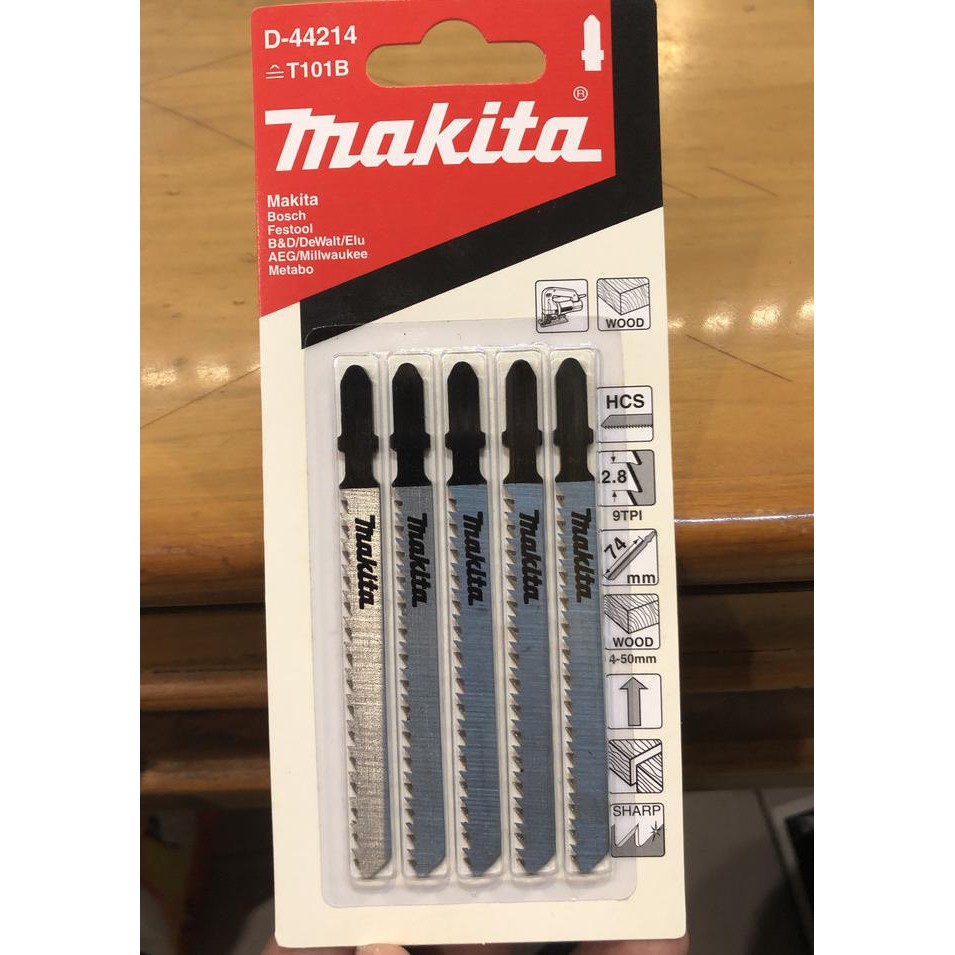 D-44214
≙T101B
makita®
Makita
Bosch
Festool
B&D/DeWalt/Elu
AEG/Millwaukee
Metabo
WOOD
HCS
2.8
9TPI
74
mm
WOOD
4-50mm
SHARP
makita
makita
makita
makita
makita